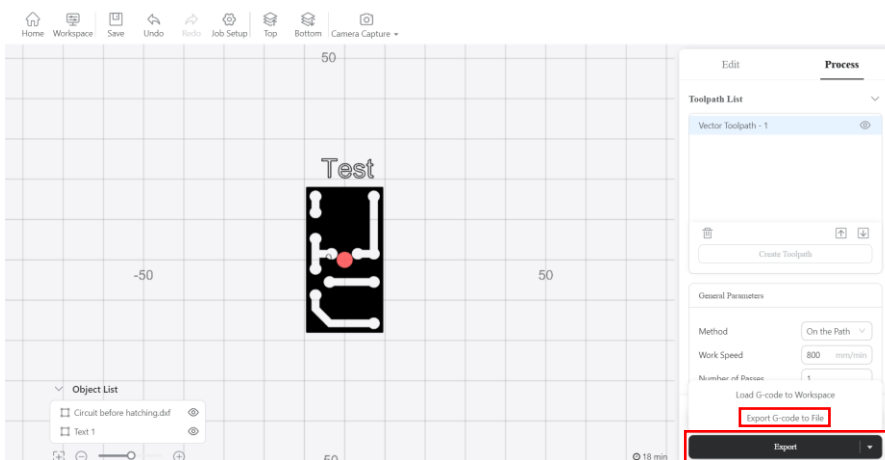 Home Workspace Save Undo Redo Job Setup Top Bottom Camera Capture
50
Edit Process
Toolpath List
Vector Toolpath - 1
Test
Create Toolpath
0
-50 50
General Parameters
Method On the Path
Work Speed 800 mm/min
Number of Passes 1
Object List
Load G-code to Workspace
Circuit before hatching.dxf
Export G-code to File
Text 1
Export
-50
18 min